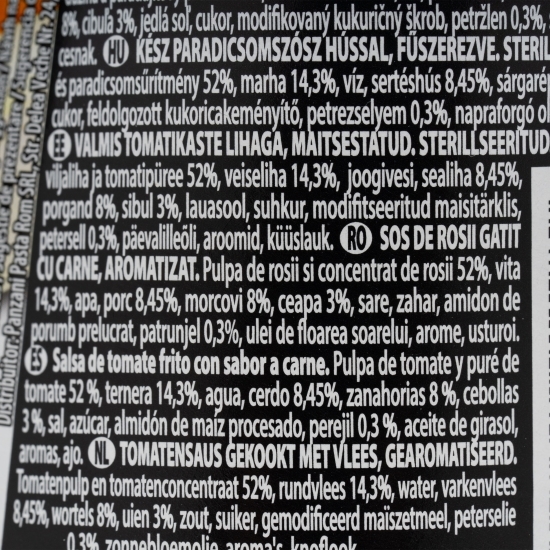 8%, cibuľa 3%, jedlá soľ, cukor, modifikovaný kukuričný škrob, petržlen 0,3%,
cesnak. HU KÉSZ PARADICSOMSZÓSZ HÚSSAL, FŰSZEREZVE. STERIL
és paradicsomsűrítmény 52%, marha 14,3%, víz, sertéshús 8,45%, sárgaré
cukor, feldolgozott kukoricakeményítő, petrezselyem 0,3%, napraforgó
EE VALMIS TOMATIKASTE LIHAGA, MAITSESTATUD. STERILLSEERITUD
viljaliha ja tomatipüree 52%, veiseliha 14,3%, joogivesi, sealiha 8,45%,
porgand 8%, sibul 3%, lauasool, suhkur, modifitseeritud maisitärklis,
petersell 0,3%, päevalilleõli, aroomid, küüslauk. RO SOS DE ROSII GATIT
CU CARNE, AROMATIZAT. Pulpa de rosii si concentrat de rosii 52%, vita
14,3%, apa, porc 8,45%, morcovi 8%, ceapa 3%, sare, zahar, amidon de
porumb prelucrat, patrunjel 0,3%, ulei de floarea soarelui, arome, usturoi.
ES Salsa de tomate frito con sabor a carne. Pulpa de tomate y puré de
tomate 52 %, ternera 14,3%, agua, cerdo 8,45%, zanahorias 8 %, cebollas
3 %, sal, azúcar, almidón de maíz procesado, perejil 0,3 %, aceite de girasol,
aromas, ajo. NL TOMATENSAUS GEKOOKT MET VLEES, GEAROMATISEERD.
Tomatenpulp en tomatenconcentraat 52%, rundvlees 14,3%, water, varkenvlees
8,45%, wortels 8%, uien 3%, zout, suiker, gemodificeerd maïszetmeel, peterselie
0,3%, zonnebloemolie, aroma's, knoflook
Distribuitor: Panzani Pasta Rom SRL, Str. Delea Veche Nr 24